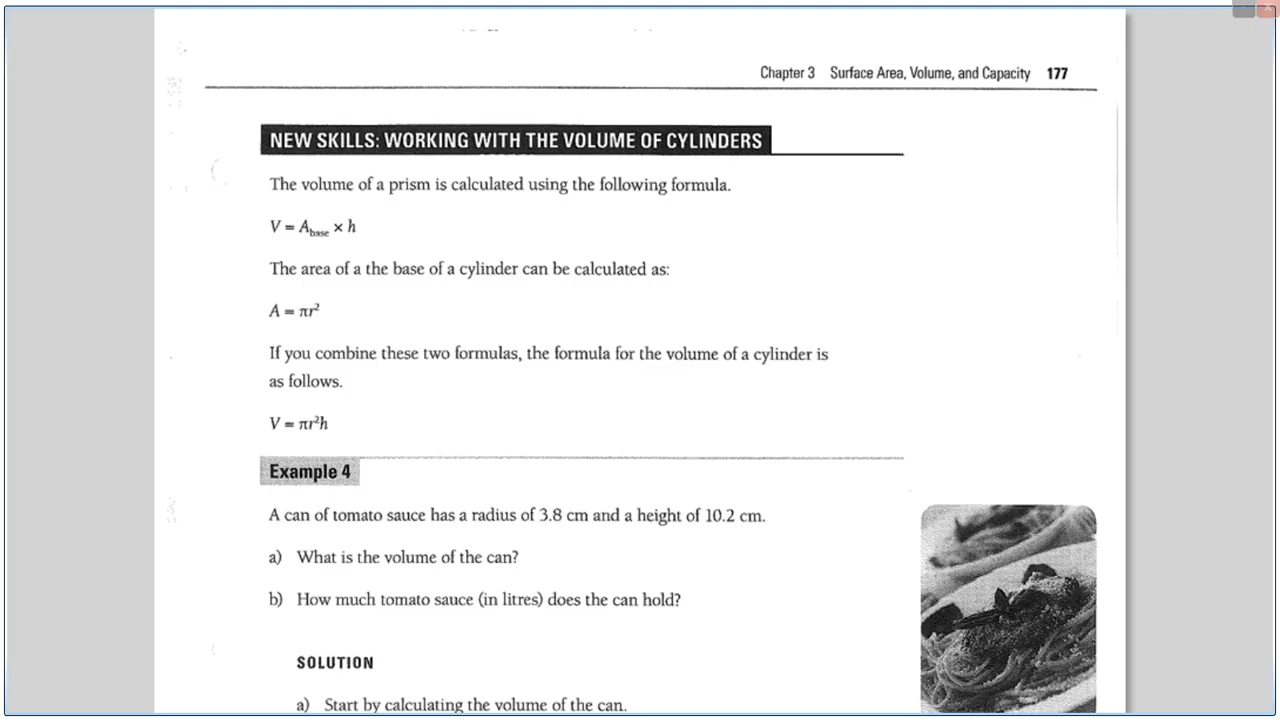 Chapter 3 Surface Area, Volume, and Capacity 177
NEW SKILLS: WORKING WITH THE VOLUME OF CYLINDERS
The volume of a prism is calculated using the following formula.
V = A_base × h
The area of a the base of a cylinder can be calculated as:
A = πr²
If you combine these two formulas, the formula for the volume of a cylinder is
as follows.
V = πr²h
Example 4
A can of tomato sauce has a radius of 3.8 cm and a height of 10.2 cm.
a) What is the volume of the can?
b) How much tomato sauce (in litres) does the can hold?
SOLUTION
a) Start by calculating the volume of the can.